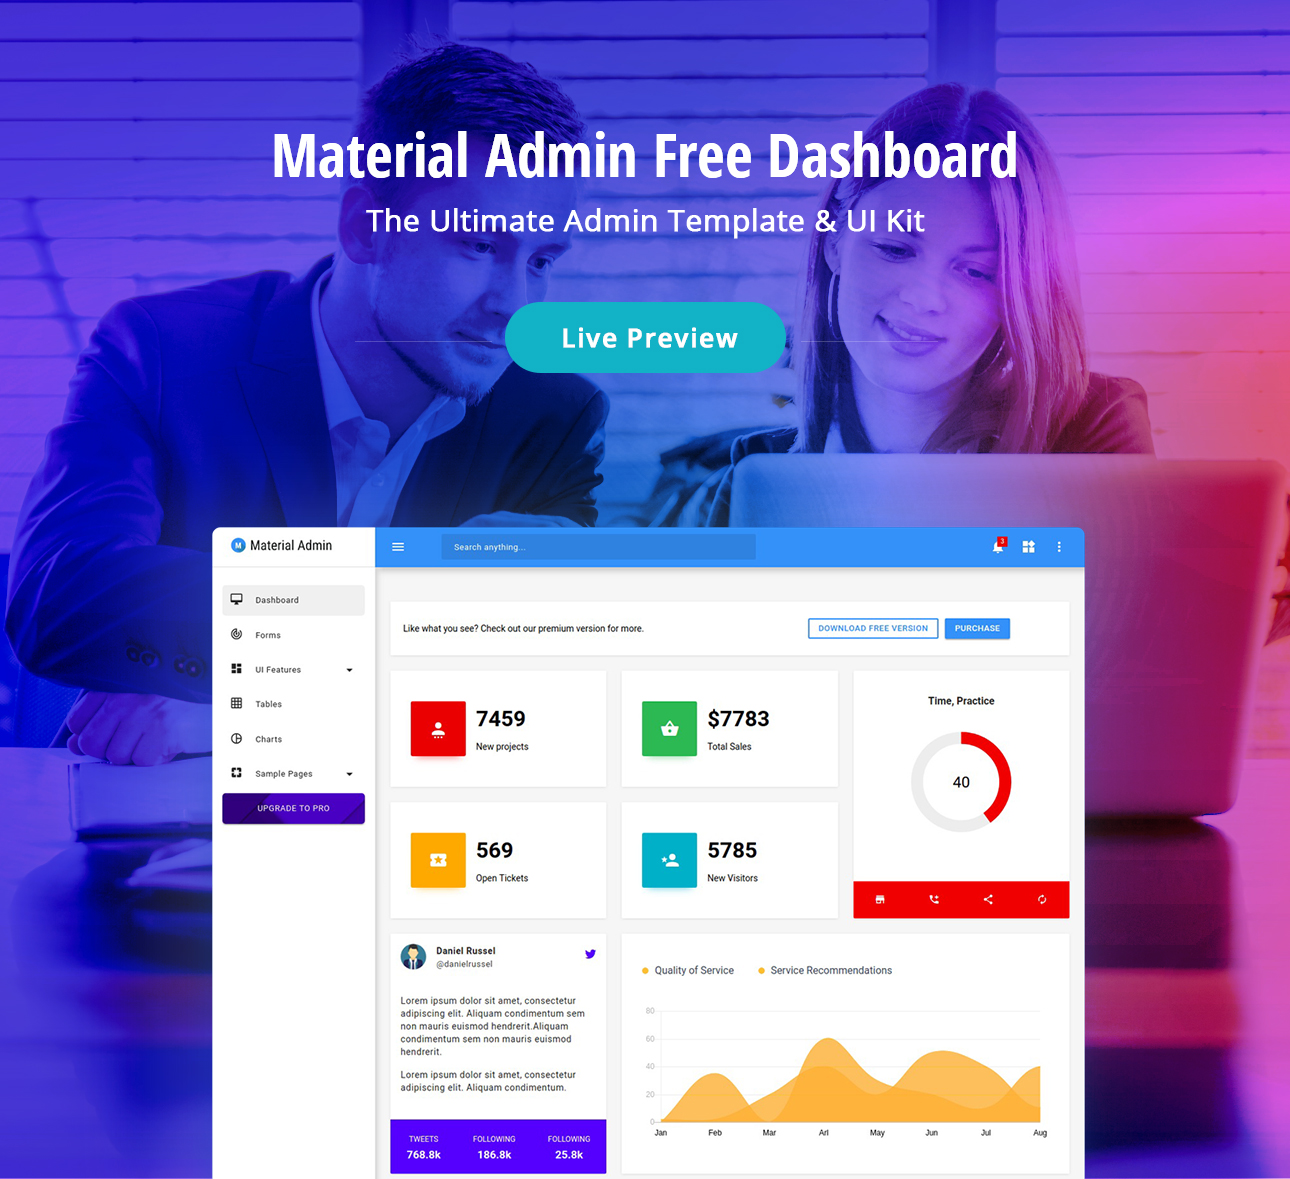 Material Admin Free Dashboard
The Ultimate Admin Template & UI Kit
Live Preview
M Material Admin
Search anything...
3
Dashboard
Forms
UI Features
Tables
Charts
Sample Pages
UPGRADE TO PRO
Like what you see? Check out our premium version for more.
DOWNLOAD FREE VERSION
PURCHASE
7459
New projects
$7783
Total Sales
Time, Practice
40
569
Open Tickets
5785
New Visitors
Daniel Russel
@danielrussel
Lorem ipsum dolor sit amet, consectetur
adipiscing elit. Aliquam condimentum sem
non mauris euismod hendrerit.Aliquam
condimentum sem non mauris euismod
hendrerit.
Lorem ipsum dolor sit amet, consectetur
adipiscing elit. Aliquam condimentum.
TWEETS FOLLOWING FOLLOWING
768.8k 186.8k 25.8k
Quality of Service Service Recommendations
80
60
40
20
0
Jan Feb Mar Arl May Jun Jul Aug